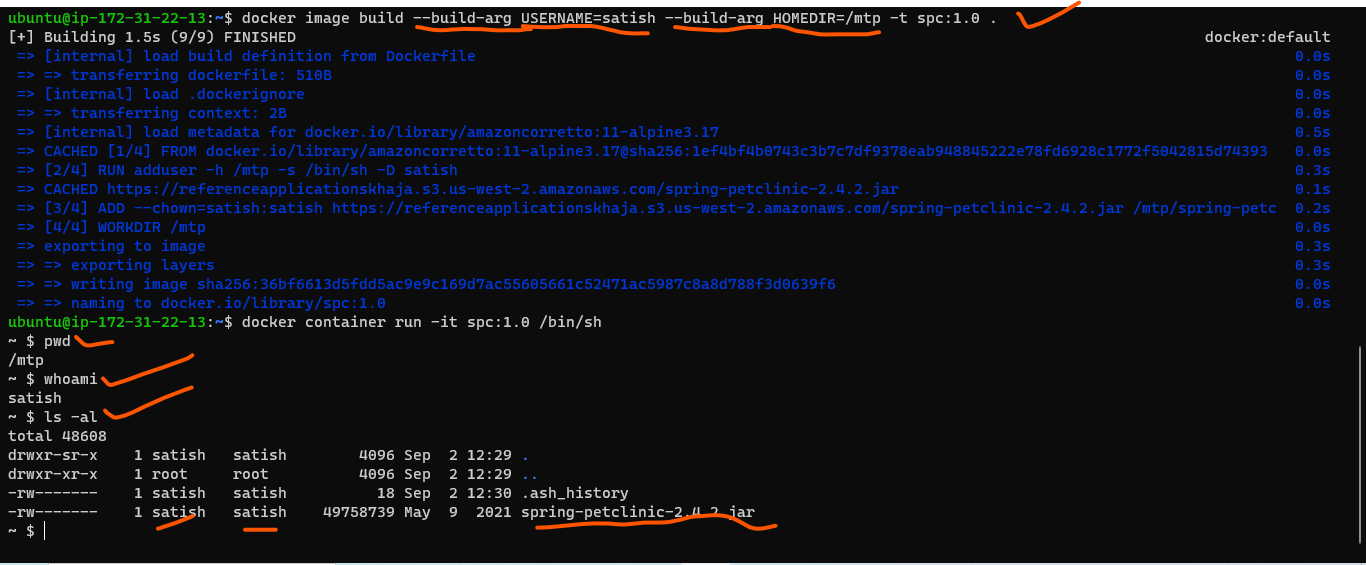 ubuntu@ip-172-31-22-13:~$ docker image build --build-arg USERNAME=satish --build-arg HOMEDIR=/mtp -t spc:1.0 .
[+] Building 1.5s (9/9) FINISHED docker:default
=> [internal] load build definition from Dockerfile 0.0s
=> => transferring dockerfile: 510B 0.0s
=> [internal] load .dockerignore 0.0s
=> => transferring context: 2B 0.0s
=> [internal] load metadata for docker.io/library/amazoncorretto:11-alpine3.17 0.5s
=> CACHED [1/4] FROM docker.io/library/amazoncorretto:11-alpine3.17@sha256:1ef4bf4b0743c3b7c7df9378eab948845222e78fd6928c1772f5042815d74393 0.0s
=> [2/4] RUN adduser -h /mtp -s /bin/sh -D satish 0.3s
=> CACHED https://referenceapplicationskhaja.s3.us-west-2.amazonaws.com/spring-petclinic-2.4.2.jar 0.1s
=> [3/4] ADD --chown=satish:satish https://referenceapplicationskhaja.s3.us-west-2.amazonaws.com/spring-petclinic-2.4.2.jar /mtp/spring-petc 0.2s
=> [4/4] WORKDIR /mtp 0.0s
=> exporting to image 0.3s
=> => exporting layers 0.3s
=> => writing image sha256:36bf6613d5fdd5ac9e9c169d7ac55605661c52471ac5987c8a8d788f3d0639f6 0.0s
=> => naming to docker.io/library/spc:1.0 0.0s
ubuntu@ip-172-31-22-13:~$ docker container run -it spc:1.0 /bin/sh
~ $ pwd
/mtp
~ $ whoami
satish
~ $ ls -al
total 48608
drwxr-sr-x 1 satish satish 4096 Sep 2 12:29 .
drwxr-xr-x 1 root root 4096 Sep 2 12:29 ..
-rw------- 1 satish satish 18 Sep 2 12:30 .ash_history
-rw------- 1 satish satish 49758739 May 9 2021 spring-petclinic-2.4.2.jar
~ $